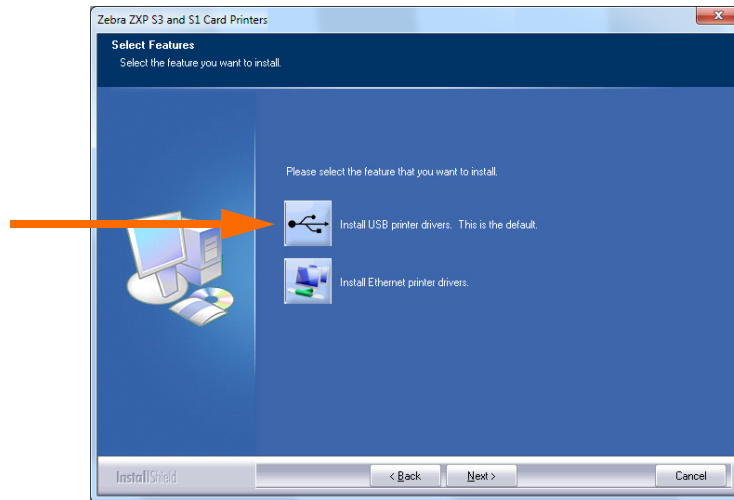 Zebra ZXP S3 and S1 Card Printers
Select Features
Select the feature you want to install.
Please select the feature that you want to install.
Install USB printer drivers. This is the default.
Install Ethernet printer drivers.
InstallShield
< Back
Next >
Cancel